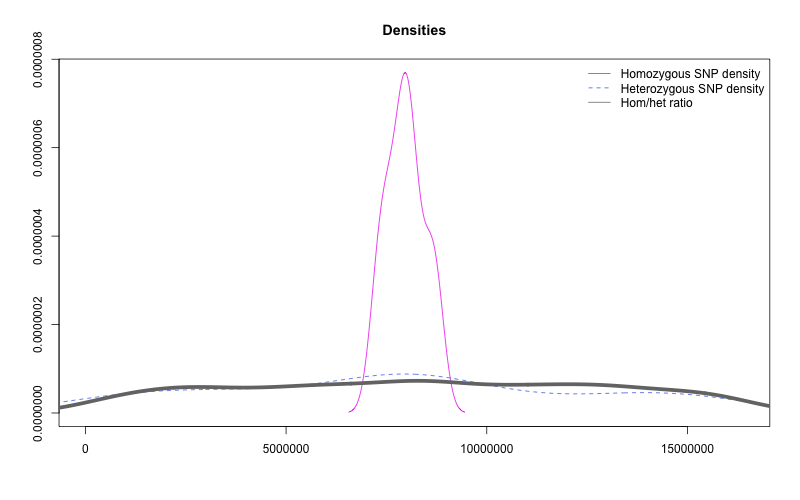 Densities
Homozygous SNP density
Heterozygous SNP density
Hom/het ratio
0.0000008
0.0000006
0.0000004
0.0000002
0.0000000
0
5000000
10000000
15000000